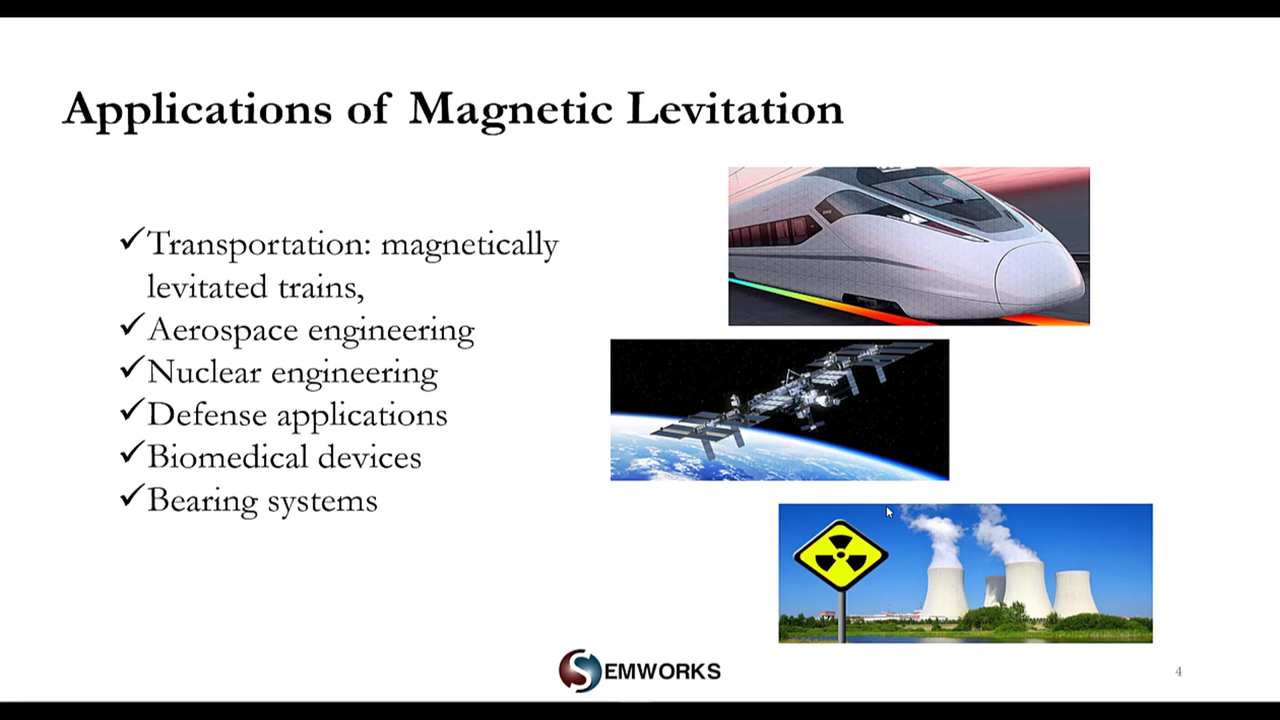 Applications of Magnetic Levitation
✓Transportation: magnetically
levitated trains,
✓Aerospace engineering
✓Nuclear engineering
✓Defense applications
✓Biomedical devices
✓Bearing systems
SEMWORKS
4